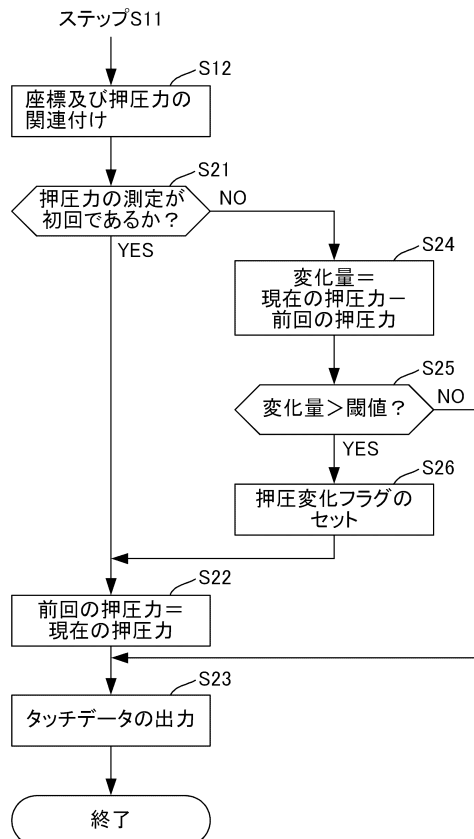 ステップS11
S12
座標及び押圧力の
関連付け
S21
押圧力の測定が
初回であるか？
NO
YES
S24
変化量＝
現在の押圧力－
前回の押圧力
S25
変化量＞閾値？
NO
YES
S26
押圧変化フラグの
セット
S22
前回の押圧力＝
現在の押圧力
S23
タッチデータの出力
終了